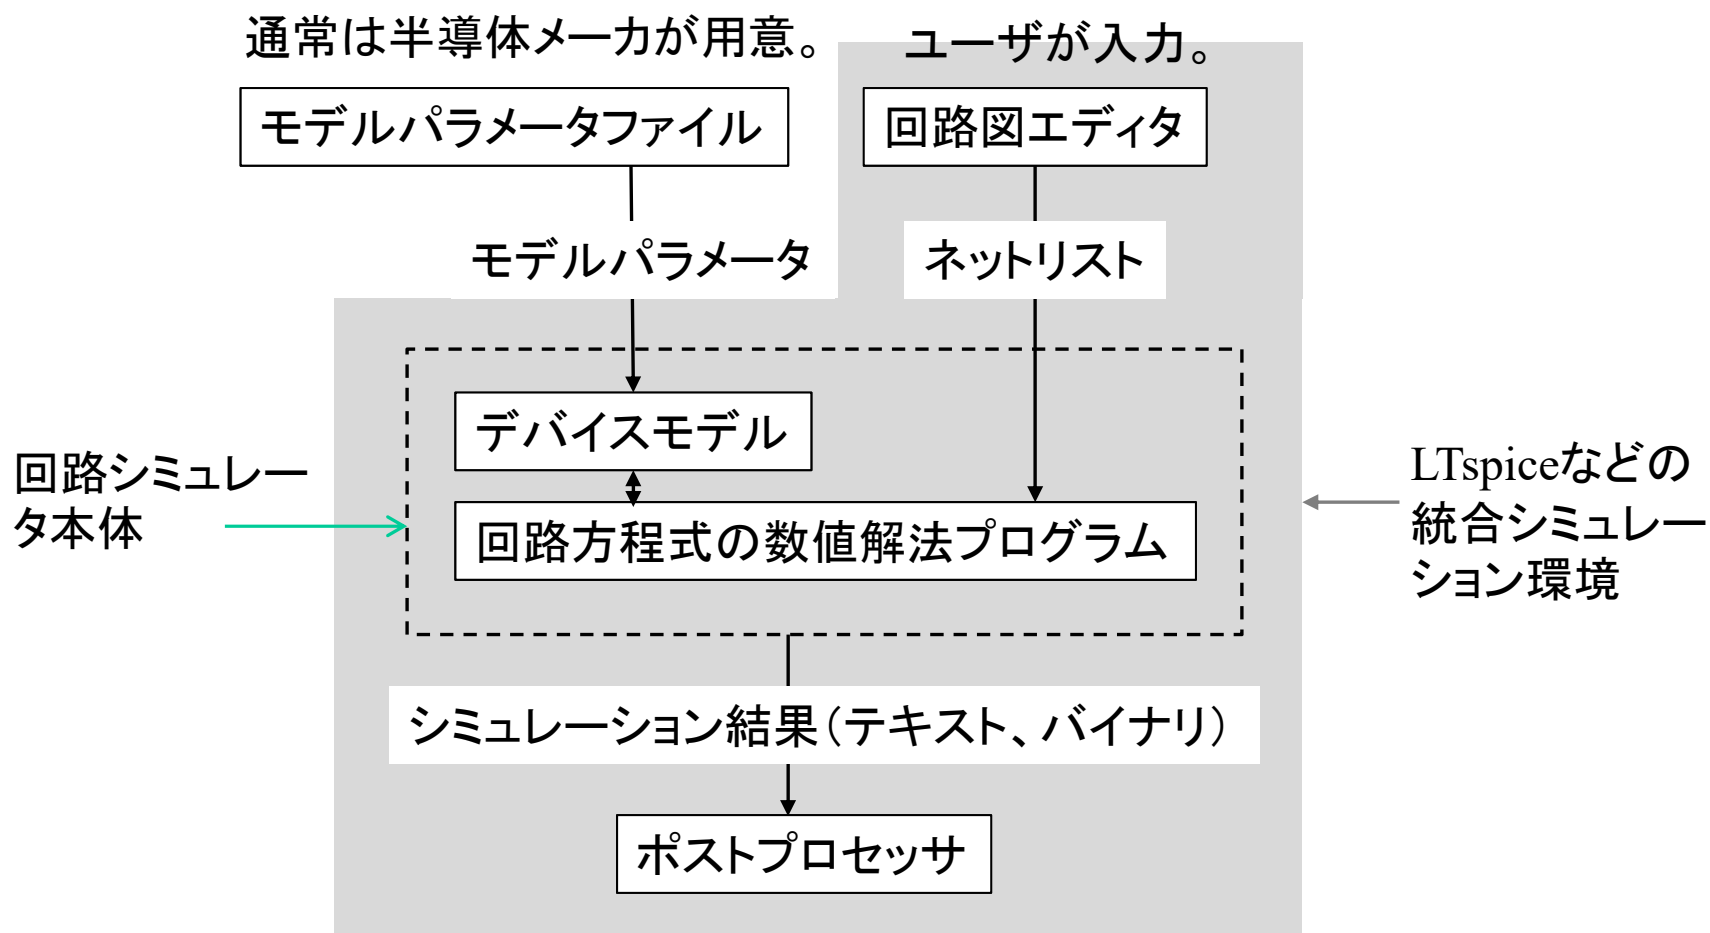 通常は半導体メーカが用意。
ユーザが入力。
モデルパラメータファイル
回路図エディタ
モデルパラメータ
ネットリスト
デバイスモデル
回路シミュレー
タ本体
回路方程式の数値解法プログラム
LTspiceなどの
統合シミュレー
ション環境
シミュレーション結果（テキスト、バイナリ）
ポストプロセッサ